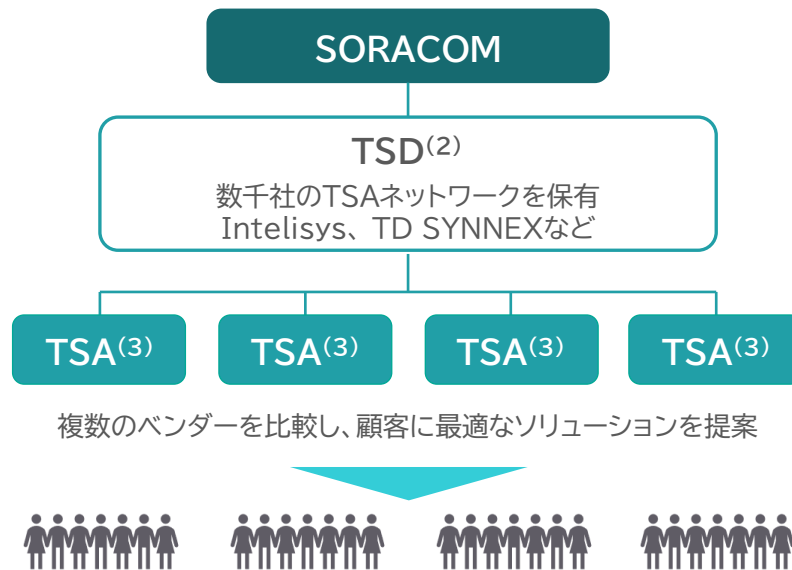 SORACOM
TSD(2)
数千社のTSAネットワークを保有
Intelisys、TD SYNNEXなど
TSA(3) TSA(3) TSA(3) TSA(3)
複数のベンダーを比較し、顧客に最適なソリューションを提案